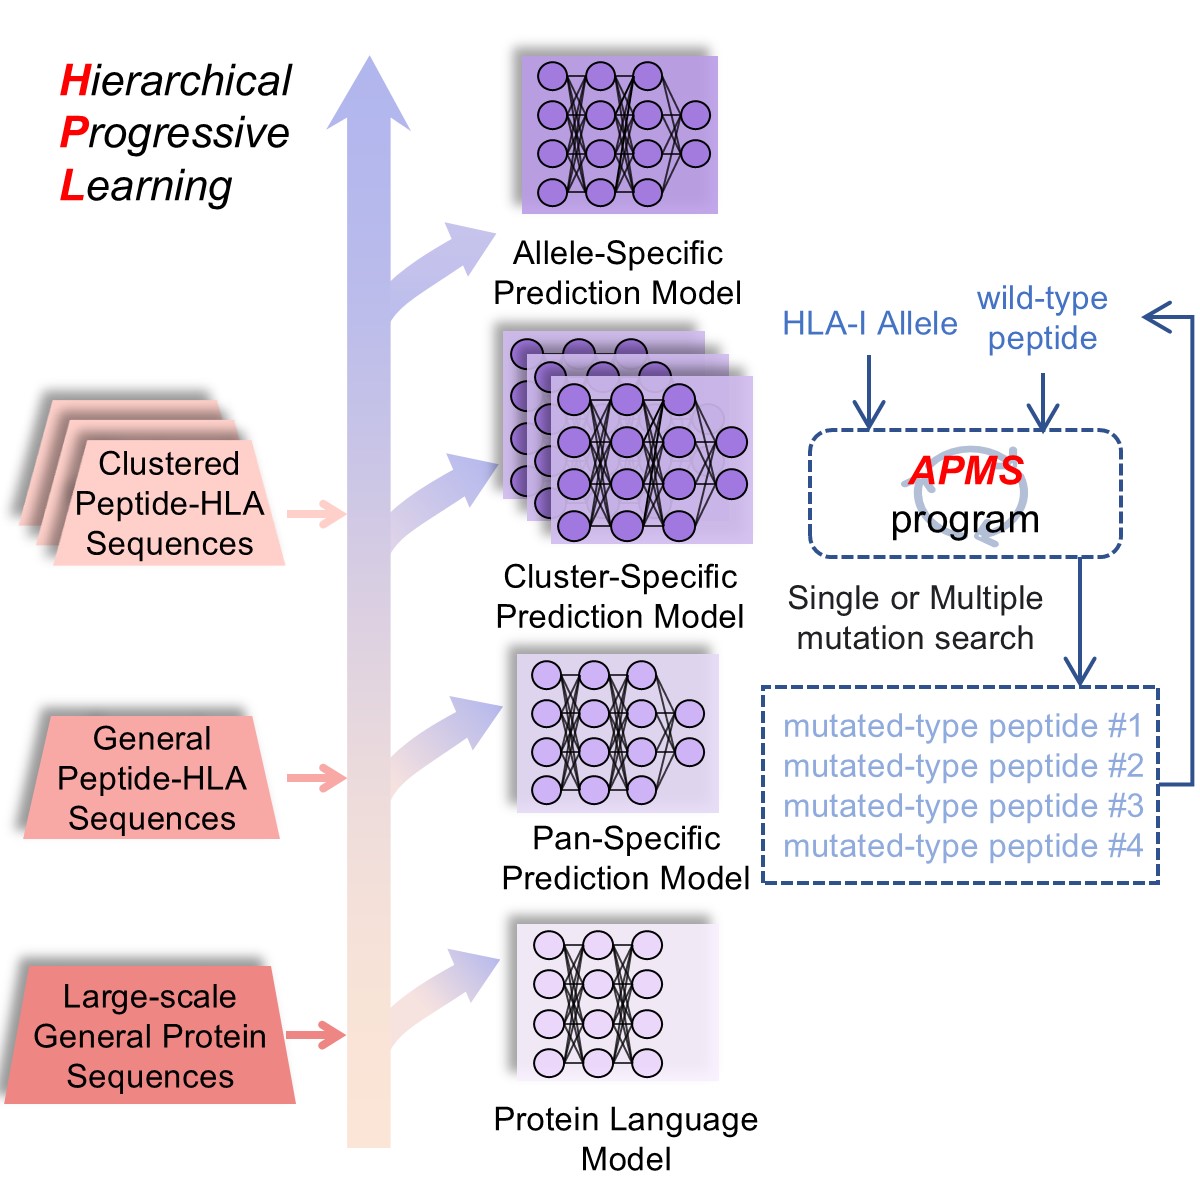 Hierarchical
Progressive
Learning
Allele-Specific
Prediction Model
HLA-I Allele
wild-type
peptide
Clustered
Peptide-HLA
Sequences
APMS
program
Cluster-Specific
Prediction Model
Single or Multiple
mutation search
General
Peptide-HLA
Sequences
mutated-type peptide #1
mutated-type peptide #2
mutated-type peptide #3
mutated-type peptide #4
Pan-Specific
Prediction Model
Large-scale
General Protein
Sequences
Protein Language
Model